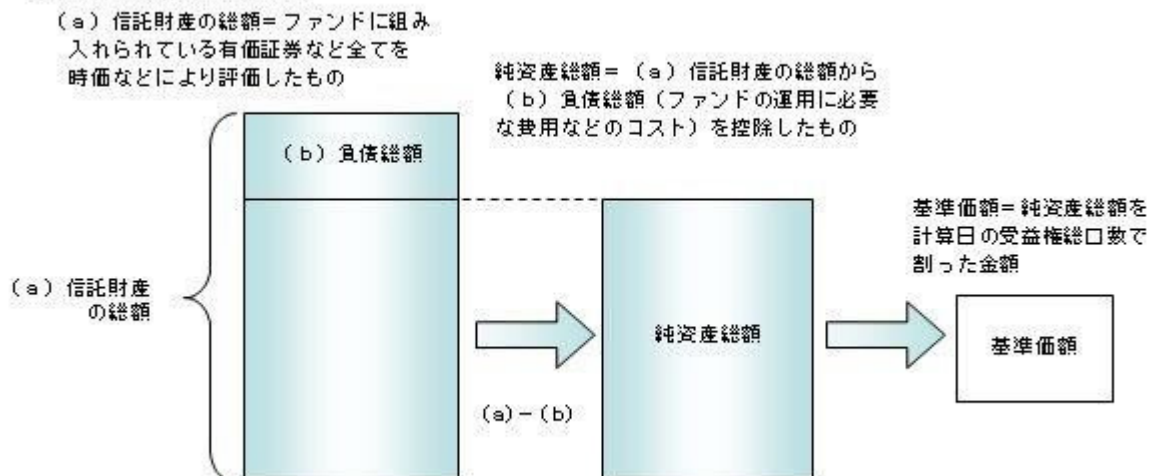 （a）信託財産の総額＝ファンドに組み
入れられている有価証券など全てを
時価などにより評価したもの
純資産総額＝（a）信託財産の総額から
（b）負債総額（ファンドの運用に必要
な費用などのコスト）を控除したもの
（b）負債総額
基準価額＝純資産総額を
計算日の受益権総口数で
割った金額
（a）信託財産
の総額
純資産総額
基準価額
(a)－(b)